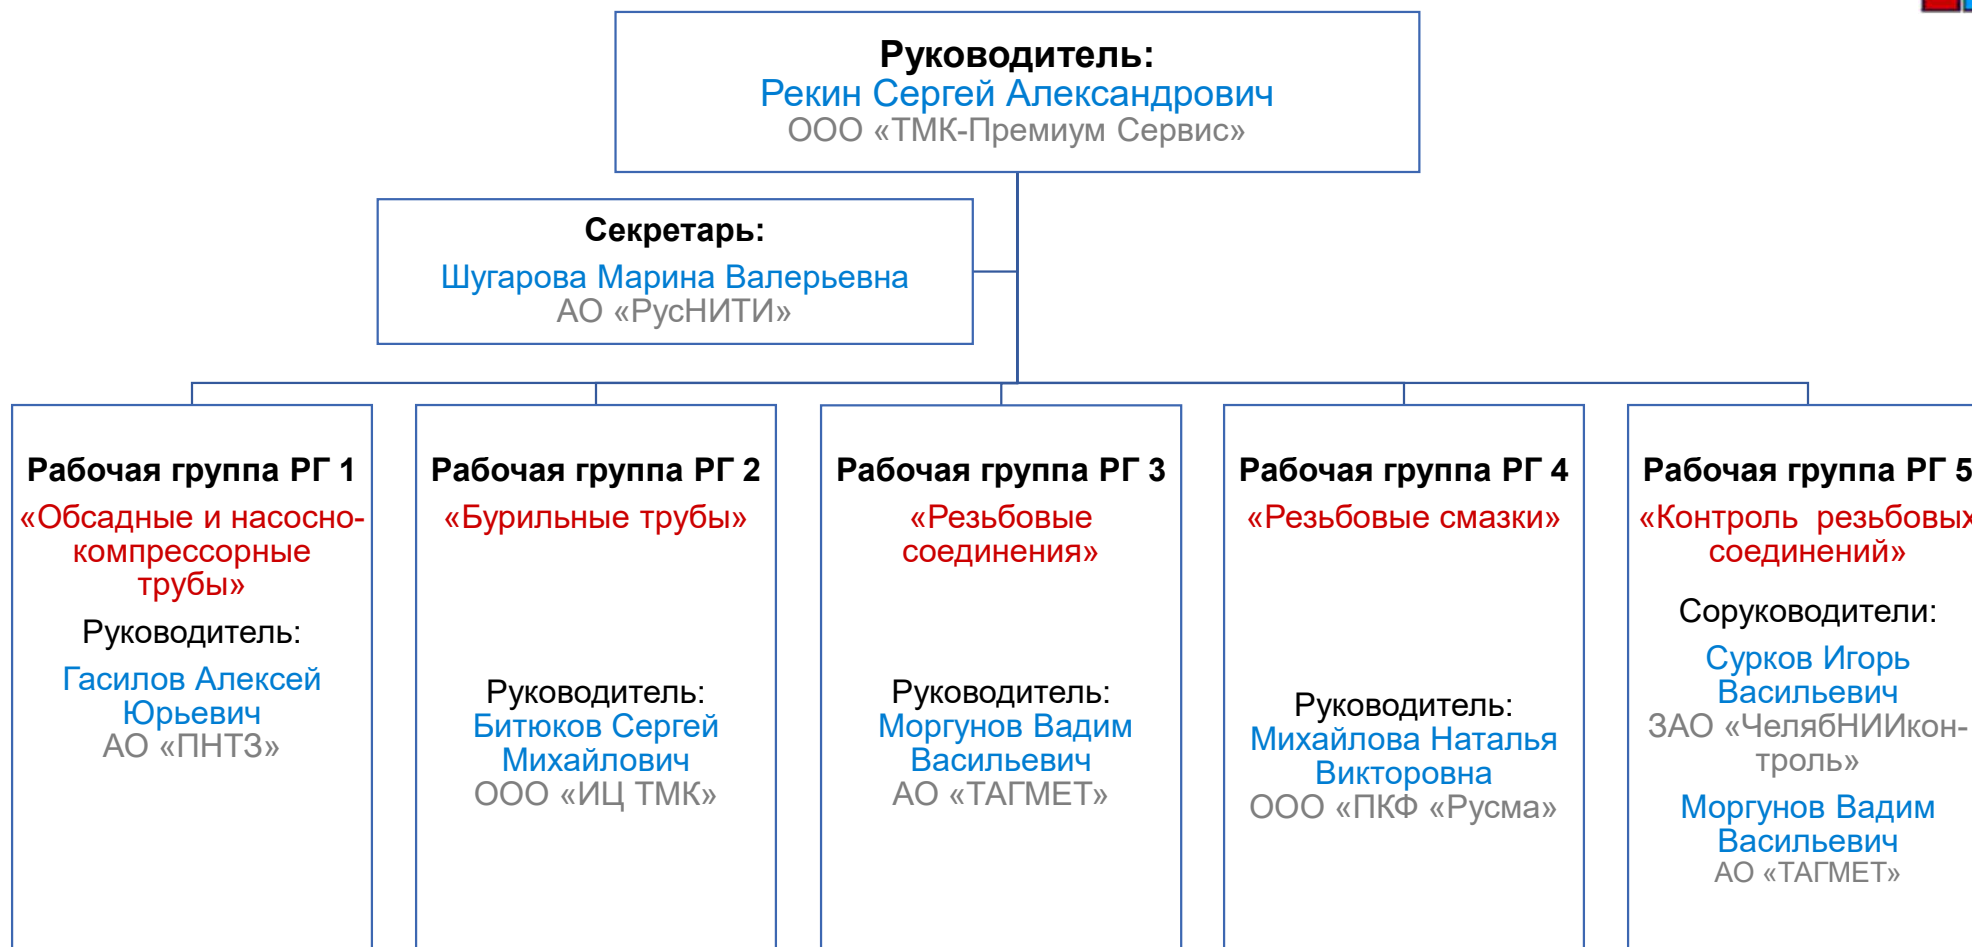 Руководитель:
Рекин Сергей Александрович
ООО «ТМК-Премиум Сервис»
Секретарь:
Шугарова Марина Валерьевна
АО «РусНИТИ»
Рабочая группа РГ 1
«Обсадные и насосно-
компрессорные
трубы»
Руководитель:
Гасилов Алексей
Юрьевич
АО «ПНТЗ»
Рабочая группа РГ 2
«Бурильные трубы»
Руководитель:
Битюков Сергей
Михайлович
ООО «ИЦ ТМК»
Рабочая группа РГ 3
«Резьбовые
соединения»
Руководитель:
Моргунов Вадим
Васильевич
АО «ТАГМЕТ»
Рабочая группа РГ 4
«Резьбовые смазки»
Руководитель:
Михайлова Наталья
Викторовна
ООО «ПКФ «Русма»
Рабочая группа РГ 5
«Контроль резьбовых
соединений»
Соруководители:
Сурков Игорь
Васильевич
ЗАО «ЧелябНИИкон-
троль»
Моргунов Вадим
Васильевич
АО «ТАГМЕТ»